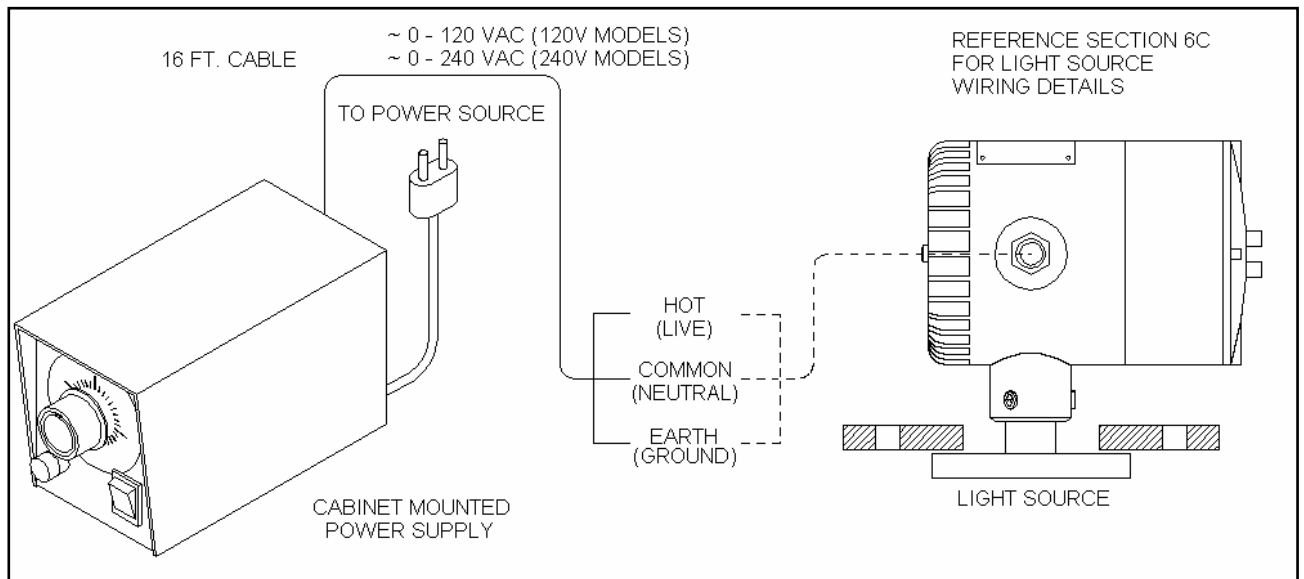 16 FT. CABLE
~ 0 - 120 VAC (120V MODELS)
~ 0 - 240 VAC (240V MODELS)
TO POWER SOURCE
REFERENCE SECTION 6C
FOR LIGHT SOURCE
WIRING DETAILS
HOT
(LIVE)
COMMON
(NEUTRAL)
EARTH
(GROUND)
CABINET MOUNTED
POWER SUPPLY
LIGHT SOURCE